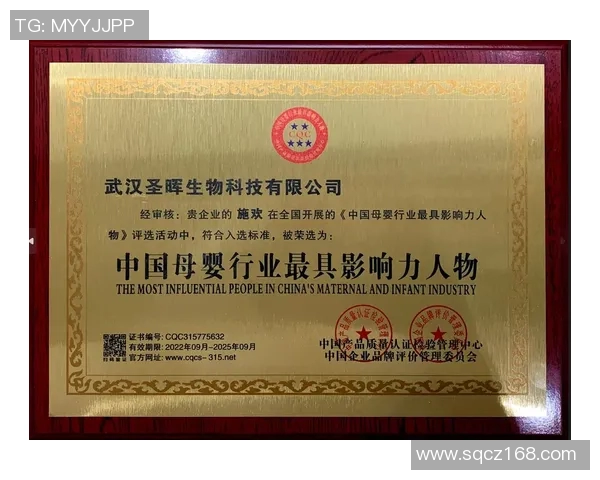 TG: MYYJJPP
CQC
武汉圣晖生物科技有限公司
经审核：贵企业的 施欢 在全国开展的《中国母婴行业最具影响力人
物》评选活动中，符合入选标准，被荣选为：
中国母婴行业最具影响力人物
THE MOST INFLUENTIAL PEOPLE IN CHINA'S MATERNAL AND INFANT INDUSTRY
证书编号: CQC315775632
有效期限: 2022年09月-2025年09月
官方网址: www.cqcs-315.net
扫码查证
中国产品质量认证检验管理中心
中国企业品牌评价管理委员会
www.sqcz168.com